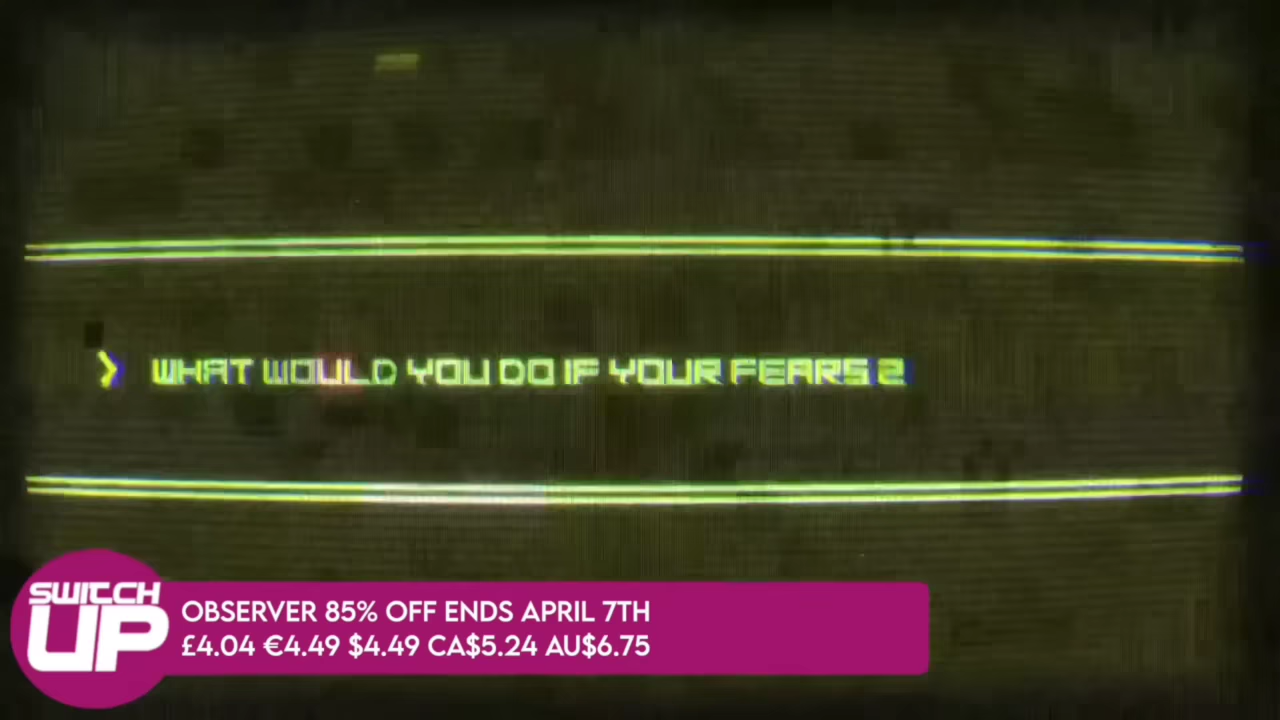 > WHAT WOULD YOU DO IF YOUR FEARS 2
SWITCH
UP
OBSERVER 85% OFF ENDS APRIL 7TH
£4.04 €4.49 $4.49 CA$5.24 AU$6.75